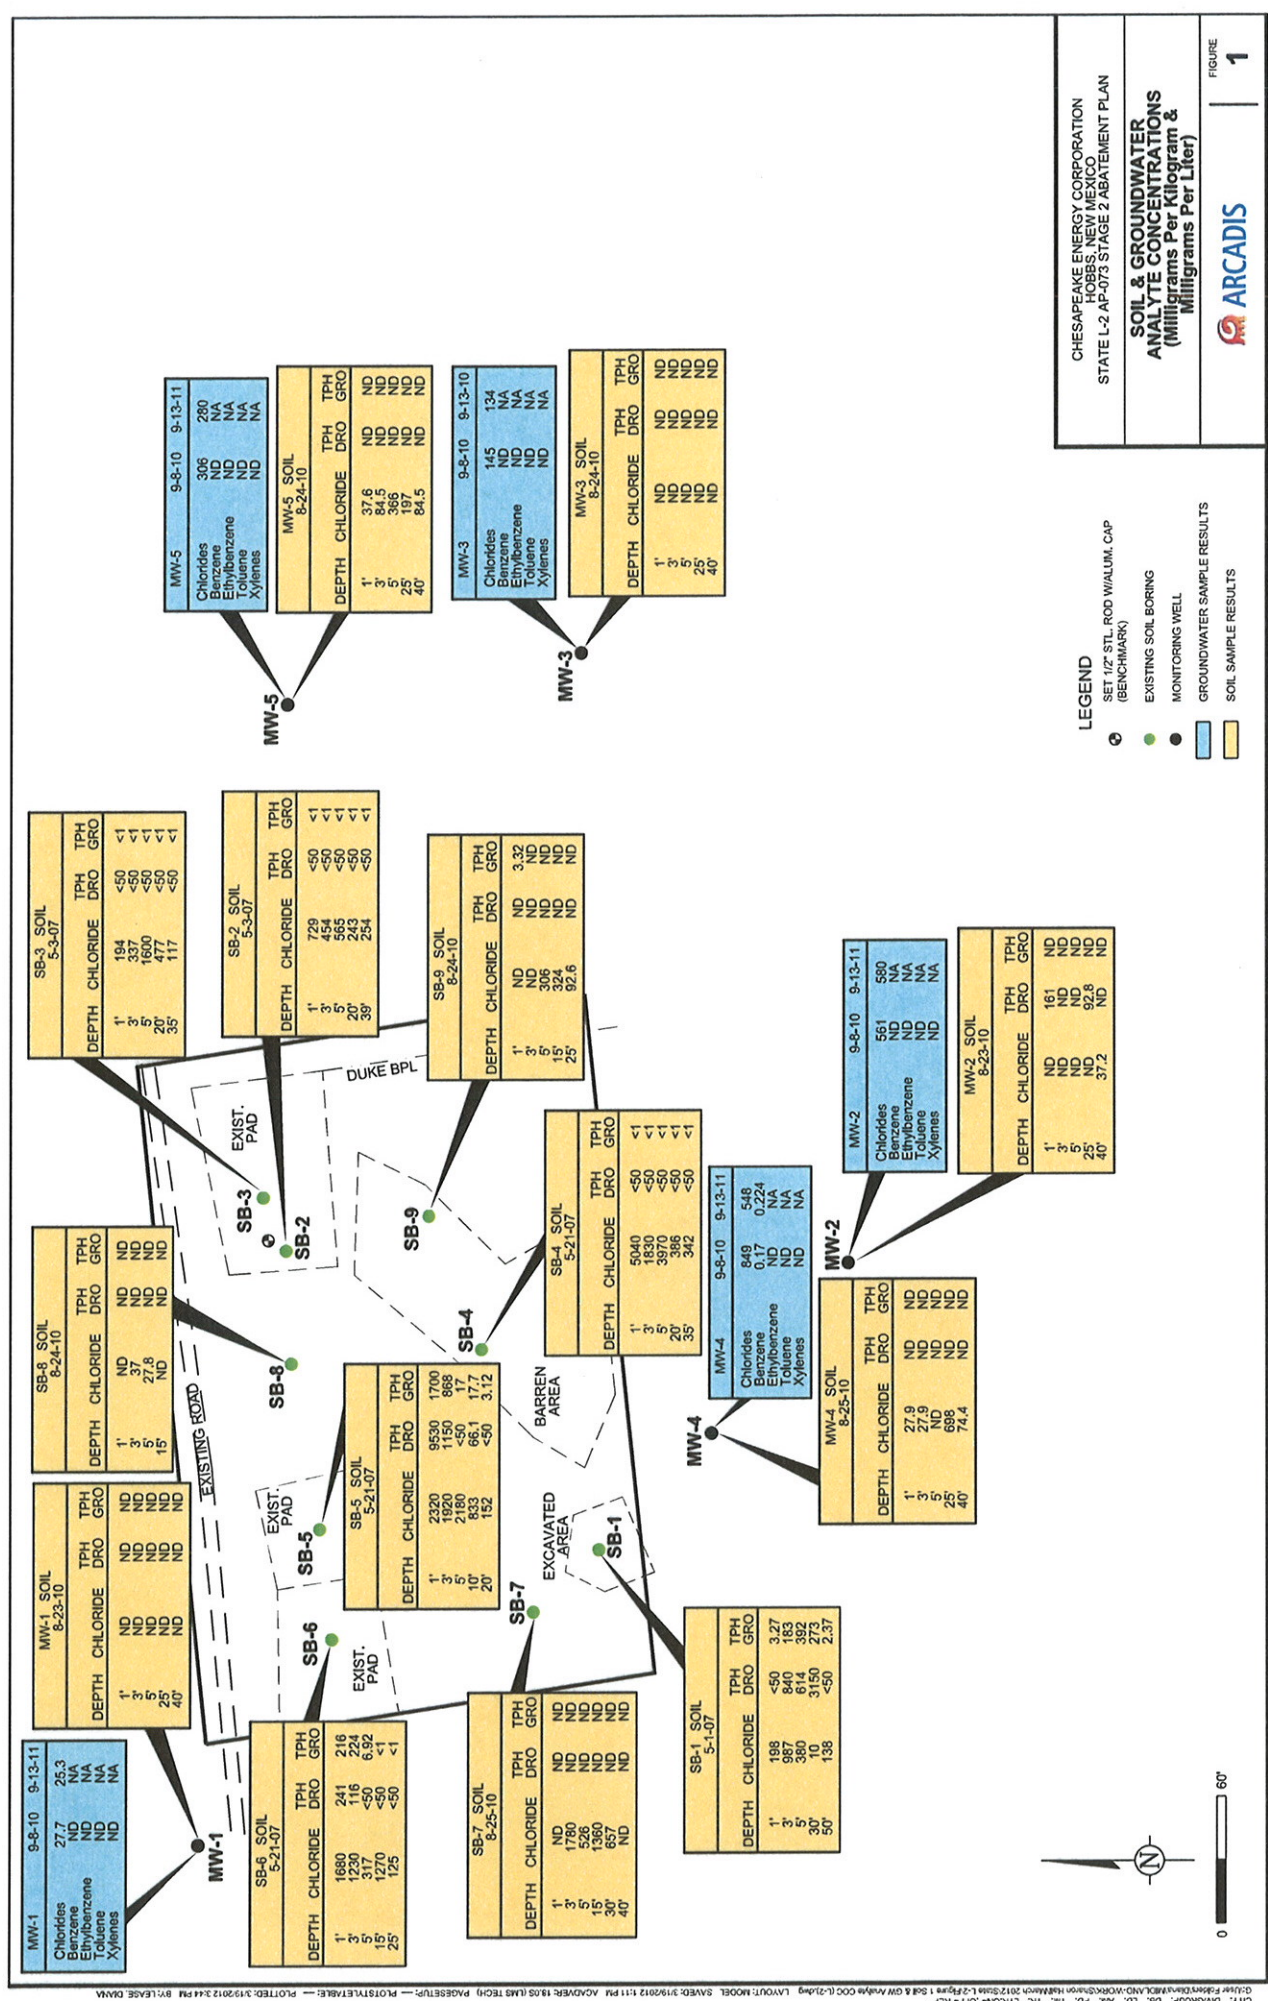 MW-1 9-8-10 9-13-11
Chlorides 27.7 25.3
Benzene ND NA
Ethylbenzene ND NA
Toluene ND NA
Xylenes ND NA
MW-1
MW-1 SOIL
8-23-10
DEPTH CHLORIDE TPH DRO TPH GRO
1' ND ND ND
3' ND ND ND
5' ND ND ND
25' ND ND ND
40' ND ND ND
SB-8 SOIL
8-24-10
DEPTH CHLORIDE TPH DRO TPH GRO
1' ND ND ND
3' 37 ND ND
5' 27.8 ND ND
15' ND ND ND
SB-3 SOIL
5-3-07
DEPTH CHLORIDE TPH DRO TPH GRO
1' 194 <50 <1
3' 337 <50 <1
5' 1600 <50 <1
20' 477 <50 <1
35' 117 <50 <1
MW-5 9-8-10 9-13-11
Chlorides 306 280
Benzene ND NA
Ethylbenzene ND NA
Toluene ND NA
Xylenes ND NA
MW-5 SOIL
8-24-10
DEPTH CHLORIDE TPH DRO TPH GRO
1' 37.6 ND ND
3' 84.5 ND ND
5' 366 ND ND
25' 197 ND ND
40' 84.5 ND ND
MW-5
EXISTING ROAD
SB-6 SOIL
5-21-07
DEPTH CHLORIDE TPH DRO TPH GRO
1' 1680 241 216
3' 1230 116 224
5' 317 <50 6.92
15' 1270 <50 <1
25' 125 <50 <1
SB-6
EXIST. PAD
SB-5
EXIST. PAD
SB-8
SB-2
SB-3
EXIST. PAD
SB-2 SOIL
5-3-07
DEPTH CHLORIDE TPH DRO TPH GRO
1' 729 <50 <1
3' 454 <50 <1
5' 565 <50 <1
20' 243 <50 <1
39' 254 <50 <1
SB-5 SOIL
5-21-07
DEPTH CHLORIDE TPH DRO TPH GRO
1' 2320 9530 1700
3' 1920 1150 868
5' 2180 <50 17
10' 833 66.1 17.7
20' 152 <50 3.12
DUKE BPL
SB-9
SB-9 SOIL
8-24-10
DEPTH CHLORIDE TPH DRO TPH GRO
1' ND ND 3.32
3' ND ND ND
5' 306 ND ND
15' 324 ND ND
25' 92.6 ND ND
MW-3 9-8-10 9-13-10
Chlorides 145 134
Benzene ND NA
Ethylbenzene ND NA
Toluene ND NA
Xylenes ND NA
MW-3
MW-3 SOIL
8-24-10
DEPTH CHLORIDE TPH DRO TPH GRO
1' ND ND ND
3' ND ND ND
5' ND ND ND
25' ND ND ND
40' ND ND ND
SB-7 SOIL
8-25-10
DEPTH CHLORIDE TPH DRO TPH GRO
1' ND ND ND
3' 1780 ND ND
5' 526 ND ND
15' 1360 ND ND
30' 657 ND ND
40' ND ND ND
SB-7
EXCAVATED AREA
SB-1
BARREN AREA
SB-4
SB-4 SOIL
5-21-07
DEPTH CHLORIDE TPH DRO TPH GRO
1' 5040 <50 <1
3' 1830 <50 <1
5' 3970 <50 <1
20' 386 <50 <1
35' 342 <50 <1
SB-1 SOIL
5-1-07
DEPTH CHLORIDE TPH DRO TPH GRO
1' 198 <50 3.27
3' 987 840 183
5' 380 614 392
30' 10 3150 273
50' 138 <50 2.37
MW-4
MW-4 9-8-10 9-13-11
Chlorides 849 548
Benzene 0.17 0.224
Ethylbenzene ND NA
Toluene ND NA
Xylenes ND NA
MW-4 SOIL
8-25-10
DEPTH CHLORIDE TPH DRO TPH GRO
1' 27.9 ND ND
3' 27.9 ND ND
5' ND ND ND
25' 698 ND ND
40' 74.4 ND ND
MW-2
MW-2 9-8-10 9-13-11
Chlorides 561 580
Benzene ND NA
Ethylbenzene ND NA
Toluene ND NA
Xylenes ND NA
MW-2 SOIL
8-23-10
DEPTH CHLORIDE TPH DRO TPH GRO
1' ND 161 ND
3' ND ND ND
5' ND ND ND
25' ND 92.8 ND
40' 37.2 ND ND
N
0 60'
LEGEND
SET 1/2" STL. ROD W/ALUM. CAP
(BENCHMARK)
EXISTING SOIL BORING
MONITORING WELL
GROUNDWATER SAMPLE RESULTS
SOIL SAMPLE RESULTS
CHESAPEAKE ENERGY CORPORATION
HOBBS, NEW MEXICO
STATE L-2 AP-073 STAGE 2 ABATEMENT PLAN
SOIL & GROUNDWATER
ANALYTE CONCENTRATIONS
(Milligrams Per Kilogram &
Milligrams Per Liter)
ARCADIS
FIGURE
1